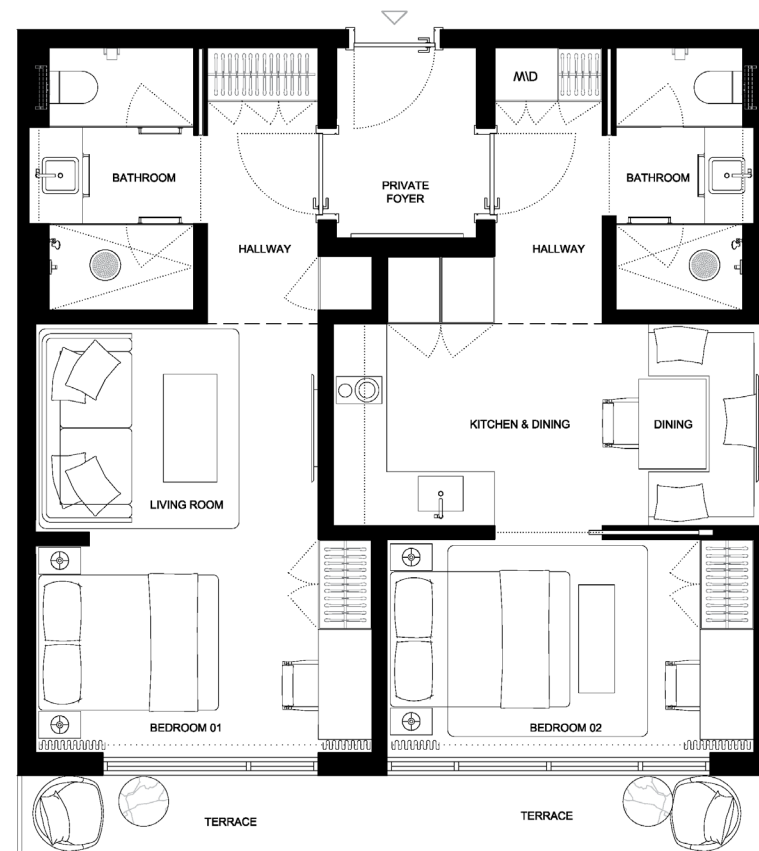 M\D
BATHROOM
PRIVATE
FOYER
BATHROOM
HALLWAY
HALLWAY
KITCHEN & DINING
DINING
LIVING ROOM
BEDROOM 01
BEDROOM 02
TERRACE
TERRACE